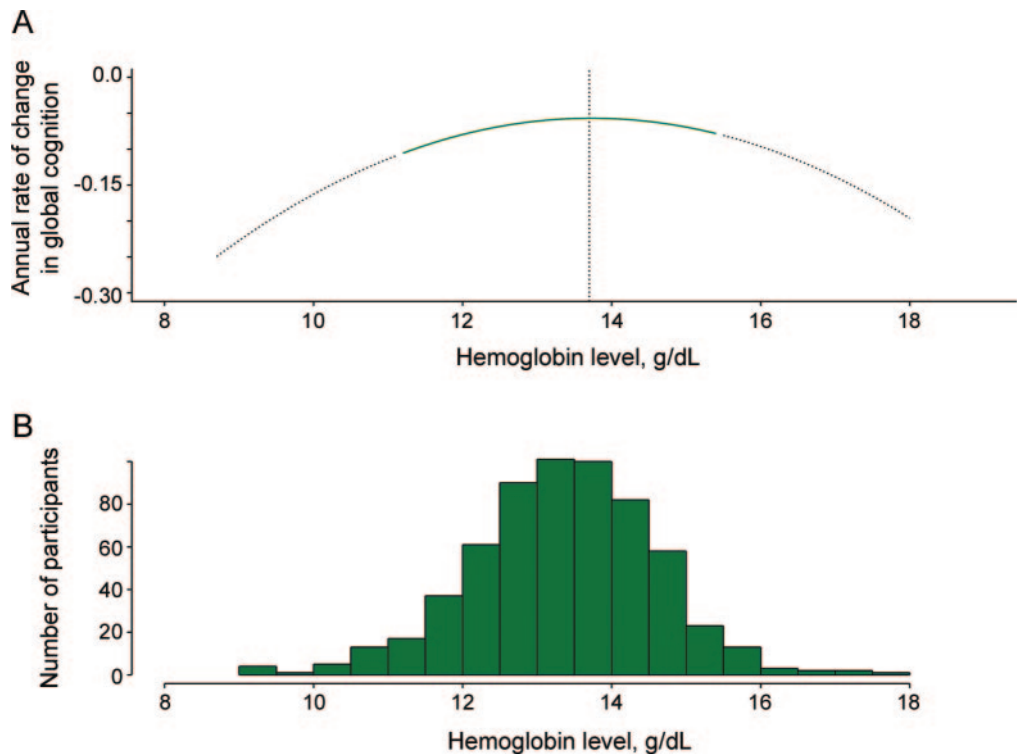 A
Annual rate of change
in global cognition
0.0
-0.15
-0.30
8 10 12 14 16 18
Hemoglobin level, g/dL
B
Number of participants
80
60
40
20
0
8 10 12 14 16 18
Hemoglobin level, g/dL